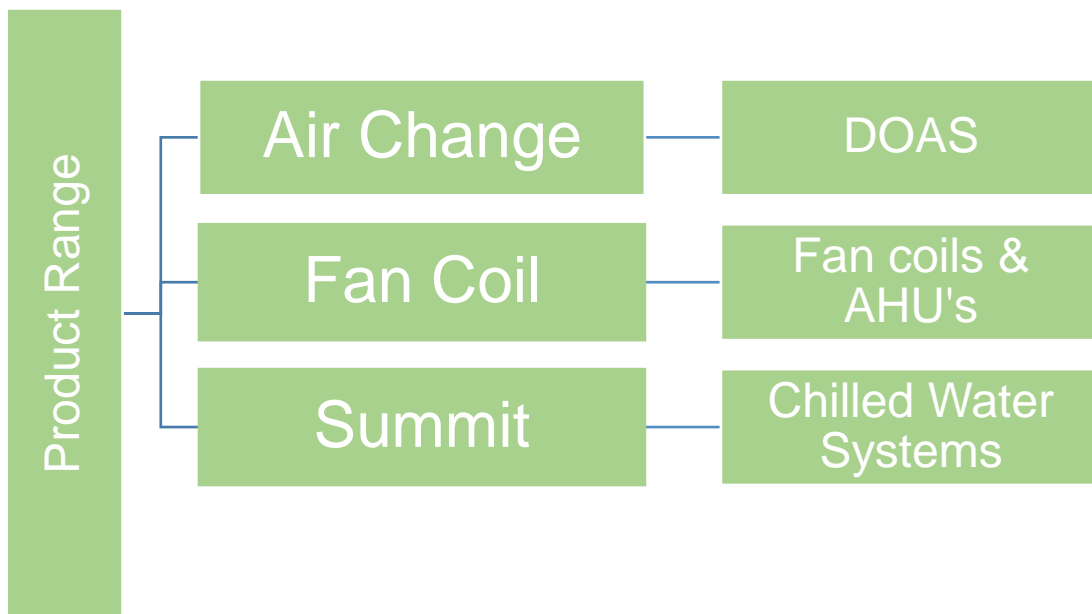 Product Range
Air Change
DOAS
Fan Coil
Fan coils &
AHU's
Summit
Chilled Water
Systems